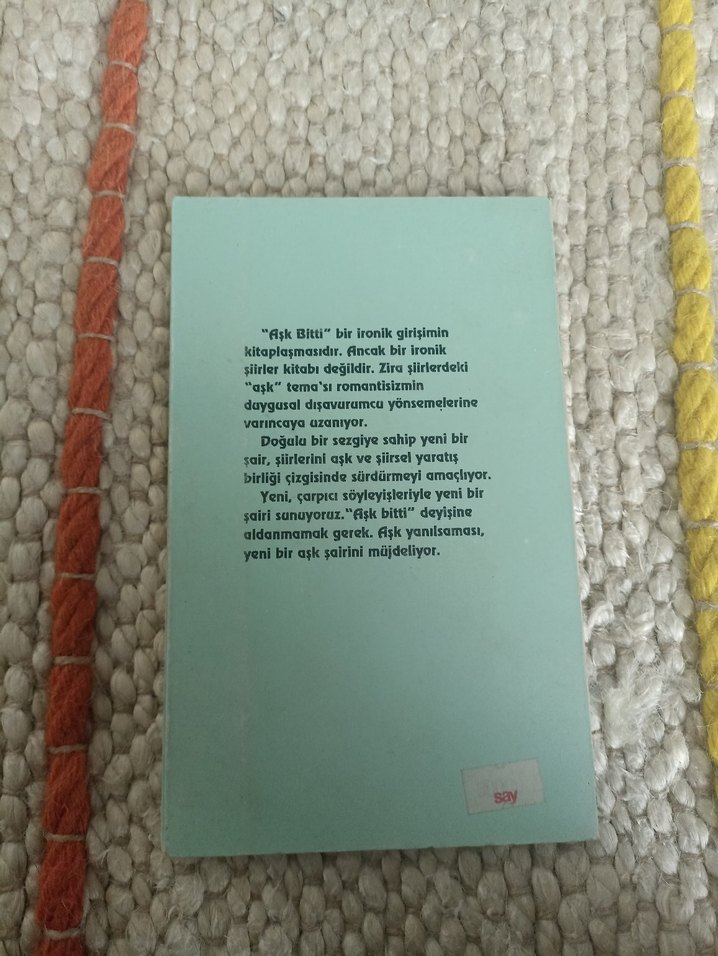 "Aşk Bitti" bir ironik girişimin
kitaplaşmasıdır. Ancak bir ironik
şiirler kitabı değildir. Zira şiirlerdeki
"aşk" tema'sı romantisizmin
duygusal dışavurumcu yönsemelerine
varıncaya uzanıyor.
Doğulu bir sezgiye sahip yeni bir
şair, şiirlerini aşk ve şiirsel yaratış
birliği çizgisinde sürdürmeyi amaçlıyor.
Yeni, çarpıcı söyleyişleriyle yeni bir
şairi sunuyoruz."Aşk bitti" deyişine
aldanmamak gerek. Aşk yanılsaması,
yeni bir aşk şairini müjdeliyor.
say